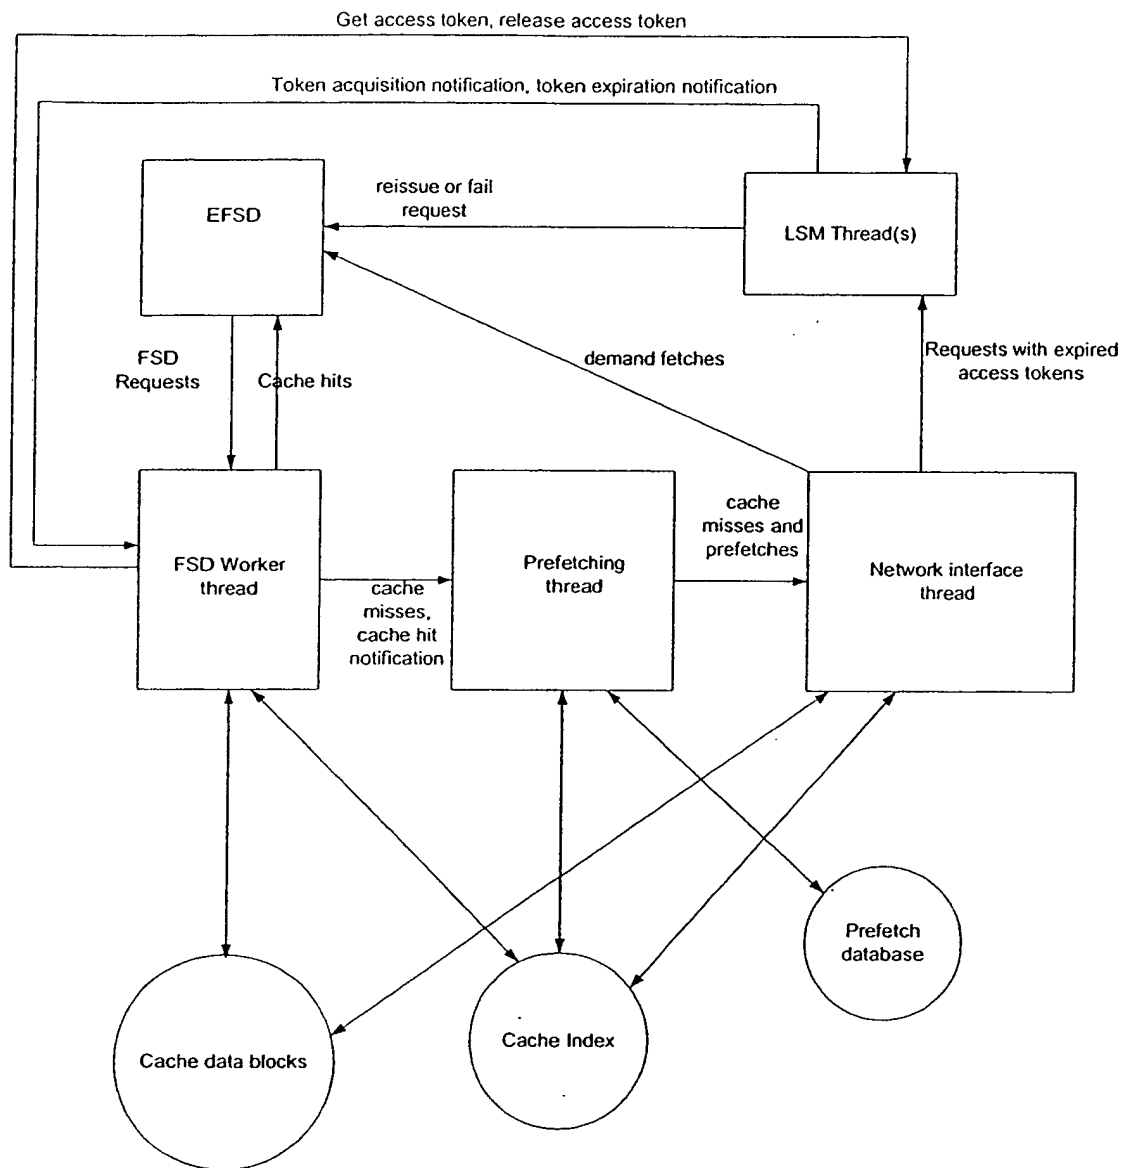 Get access token, release access token
Token acquisition notification, token expiration notification
EFSD
reissue or fail
request
LSM Thread(s)
FSD
Requests
Cache hits
demand fetches
Requests with expired
access tokens
FSD Worker
thread
cache
misses,
cache hit
notification
Prefetching
thread
cache
misses and
prefetches
Network interface
thread
Prefetch
database
Cache data blocks
Cache Index